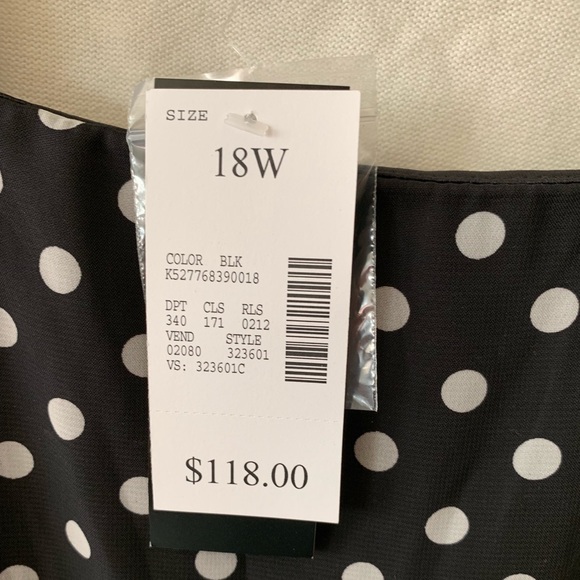 SIZE
18W
COLOR BLK
K527768390018
DPT CLS RLS
340 171 0212
VEND STYLE
02080 323601
VS: 323601C
$118.00